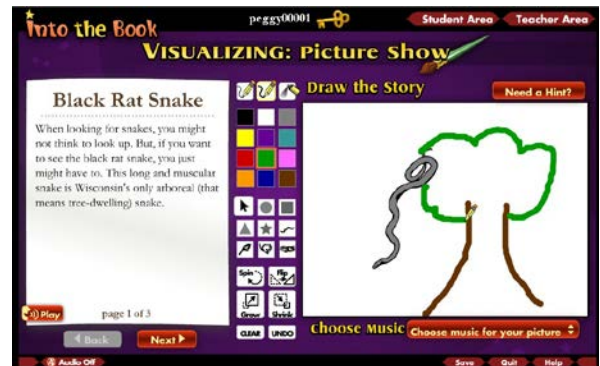 Into the Book
peggy00001
Student Area
Teacher Area
VISUALIZING: Picture Show
Black Rat Snake
When looking for snakes, you might
not think to look up. But, if you want
to see the black rat snake, you just
might have to. This long and muscular
snake is Wisconsin's only arboreal (that
means tree-dwelling) snake.
Play
page 1 of 3
Back
Next
Audio Off
Draw the Story
Need a Hint?
Spin
Flip
Grow
Shrink
CLEAR
UNDO
Choose Music
Choose music for your picture
Save
Quit
Help